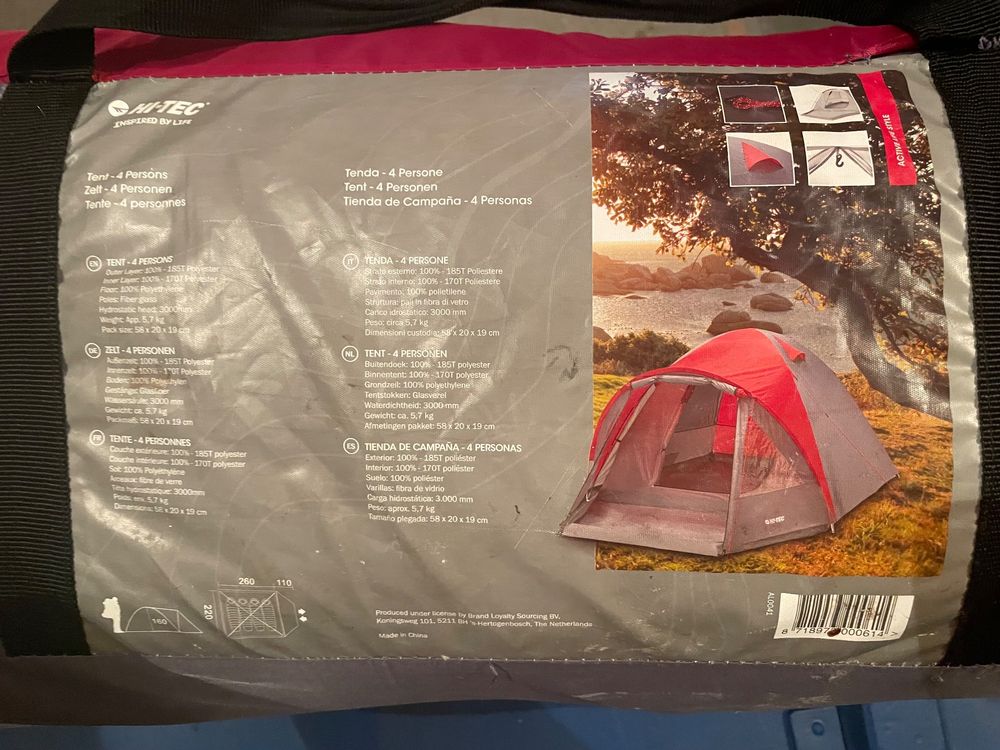 HI-TEC
INSPIRED BY LIFE
Tent - 4 Persons
Zelt - 4 Personen
Tente - 4 personnes
Tenda - 4 Persone
Tent - 4 Personen
Tienda de Campaña - 4 Personas
EN TENT - 4 PERSONS
Outer Layer: 100% - 185T Polyester
Inner Layer: 100% - 170T Polyester
Floor: 100% Polyethylene
Poles: Fiberglass
Hydrostatic head: 3000mm
Weight: App. 5,7 kg
Pack size: 58 x 20 x 19 cm
DE ZELT - 4 PERSONEN
Außenzelt: 100% - 185T Polyester
Innenzelt: 100% - 170T Polyester
Boden: 100% Polyethylen
Gestänge: Glasfaser
Wassersäule: 3000 mm
Gewicht: ca. 5,7 kg
Packmaß: 58 x 20 x 19 cm
FR TENTE - 4 PERSONNES
Couche extérieure: 100% - 185T polyester
Couche intérieure: 100% - 170T polyester
Sol: 100% Polyéthylène
Arceaux: fibre de verre
Tête hydrostatique: 3000mm
Poids: env. 5,7 kg
Dimensions: 58 x 20 x 19 cm
IT TENDA - 4 PERSONE
Strato esterno: 100% - 185T Poliestere
Strato interno: 100% - 170T Poliestere
Pavimento: 100% polietilene
Struttura: pali in fibra di vetro
Carico idrostatico: 3000 mm
Peso: circa 5,7 kg
Dimensioni custodia: 58 x 20 x 19 cm
NL TENT - 4 PERSONEN
Buitendoek: 100% - 185T polyester
Binnentent: 100% - 170T polyester
Grondzeil: 100% polyethylene
Tentstokken: Glasvezel
Waterdichtheid: 3000 mm
Gewicht: ca. 5,7 kg
Afmetingen pakket: 58 x 20 x 19 cm
ES TIENDA DE CAMPAÑA - 4 PERSONAS
Exterior: 100% - 185T poliéster
Interior: 100% - 170T poliéster
Suelo: 100% poliéster
Varillas: fibra de vidrio
Carga hidrostática: 3.000 mm
Peso: aprox. 5,7 kg
Tamaño plegada: 58 x 20 x 19 cm
160
260 110
220
Produced under license by Brand Loyalty Sourcing BV,
Koningsweg 101, 5211 BH 's-Hertogenbosch, The Netherlands
Made in China
HI-TEC
AL0041
000614